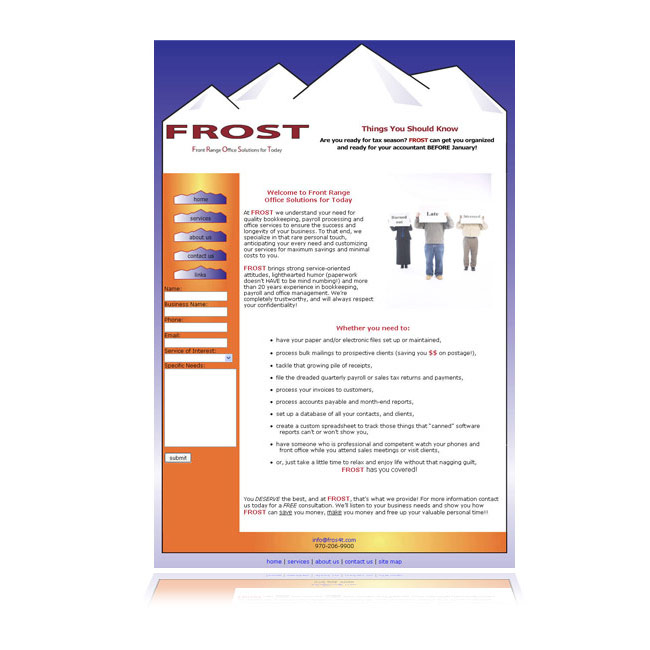 FROST
Front Range Office Solutions for Today
Things You Should Know
Are you ready for tax season? FROST can get you organized
and ready for your accountant BEFORE January!
home
services
about us
contact us
links
Name:
Business Name:
Phone:
Email:
Service of Interest:
Specific Needs:
submit
Welcome to Front Range
Office Solutions for Today
At FROST we understand your need for
quality bookkeeping, payroll processing and
office services to ensure the success and
longevity of your business. To that end, we
specialize in that rare personal touch,
anticipating your every need and customizing
our services for maximum savings and minimal
costs to you.
FROST brings strong service-oriented
attitudes, lighthearted humor (paperwork
doesn't HAVE to be mind numbing!) and more
than 20 years experience in bookkeeping,
payroll and office management. We're
completely trustworthy, and will always respect
your confidentiality!
Late
Whether you need to:
• have your paper and/or electronic files set up or maintained,
• process bulk mailings to prospective clients (saving you $$ on postage!),
• tackle that growing pile of receipts,
• file the dreaded quarterly payroll or sales tax returns and payments,
• process your invoices to customers,
• process accounts payable and month-end reports,
• set up a database of all your contacts, and clients,
• create a custom spreadsheet to track those things that "canned" software
reports can't or won't show you,
• have someone who is professional and competent watch your phones and
front office while you attend sales meetings or visit clients,
• or, just take a little time to relax and enjoy life without that nagging guilt,
FROST has you covered!
You DESERVE the best, and at FROST, that's what we provide! For more information contact
us today for a FREE consultation. We'll listen to your business needs and show you how
FROST can save you money, make you money and free up your valuable personal time!!
info@fros4t.com
970-206-9900
home | services | about us | contact us | site map